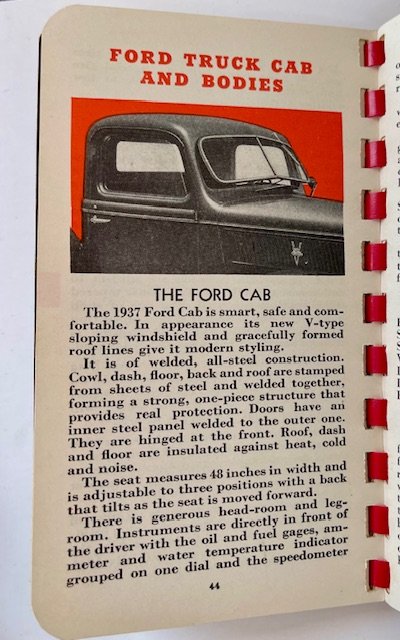 FORD TRUCK CAB
AND BODIES
THE FORD CAB
The 1937 Ford Cab is smart, safe and com-
fortable. In appearance its new V-type
sloping windshield and gracefully formed
roof lines give it modern styling.
It is of welded, all-steel construction.
Cowl, dash, floor, back and roof are stamped
from sheets of steel and welded together,
forming a strong, one-piece structure that
provides real protection. Doors have an
inner steel panel welded to the outer one.
They are hinged at the front. Roof, dash
and floor are insulated against heat, cold
and noise.
The seat measures 48 inches in width and
is adjustable to three positions with a back
that tilts as the seat is moved forward.
There is generous head-room and leg-
room. Instruments are directly in front of
the driver with the oil and fuel gages, am-
meter and water temperature indicator
grouped on one dial and the speedometer
44